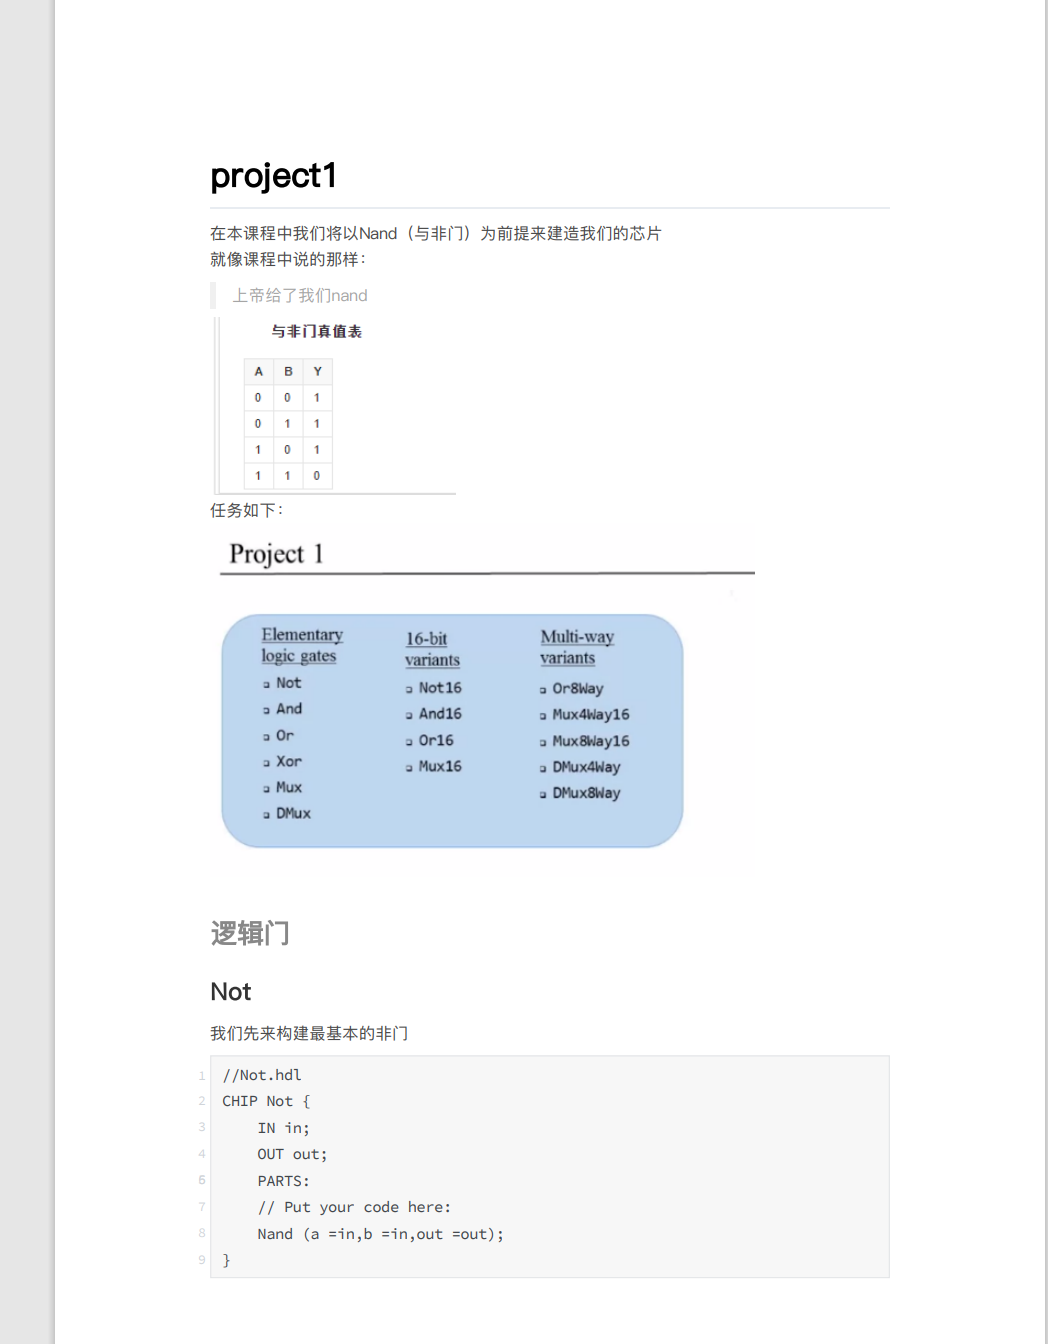 project1
在本课程中我们将以Nand（与非门）为前提来建造我们的芯片
就像课程中说的那样：
上帝给了我们nand
与非门真值表
A B Y
0 0 1
0 1 1
1 0 1
1 1 0
任务如下：
Project 1
Elementary
logic gates
Not
And
Or
Xor
Mux
DMux
16-bit
variants
Not16
And16
Or16
Mux16
Multi-way
variants
Or8Way
Mux4Way16
Mux8Way16
DMux4Way
DMux8Way
逻辑门
Not
我们先来构建最基本的非门
1 //Not.hdl
2 CHIP Not {
3 IN in;
4 OUT out;
6 PARTS:
7 // Put your code here:
8 Nand (a =in,b =in,out =out);
9 }